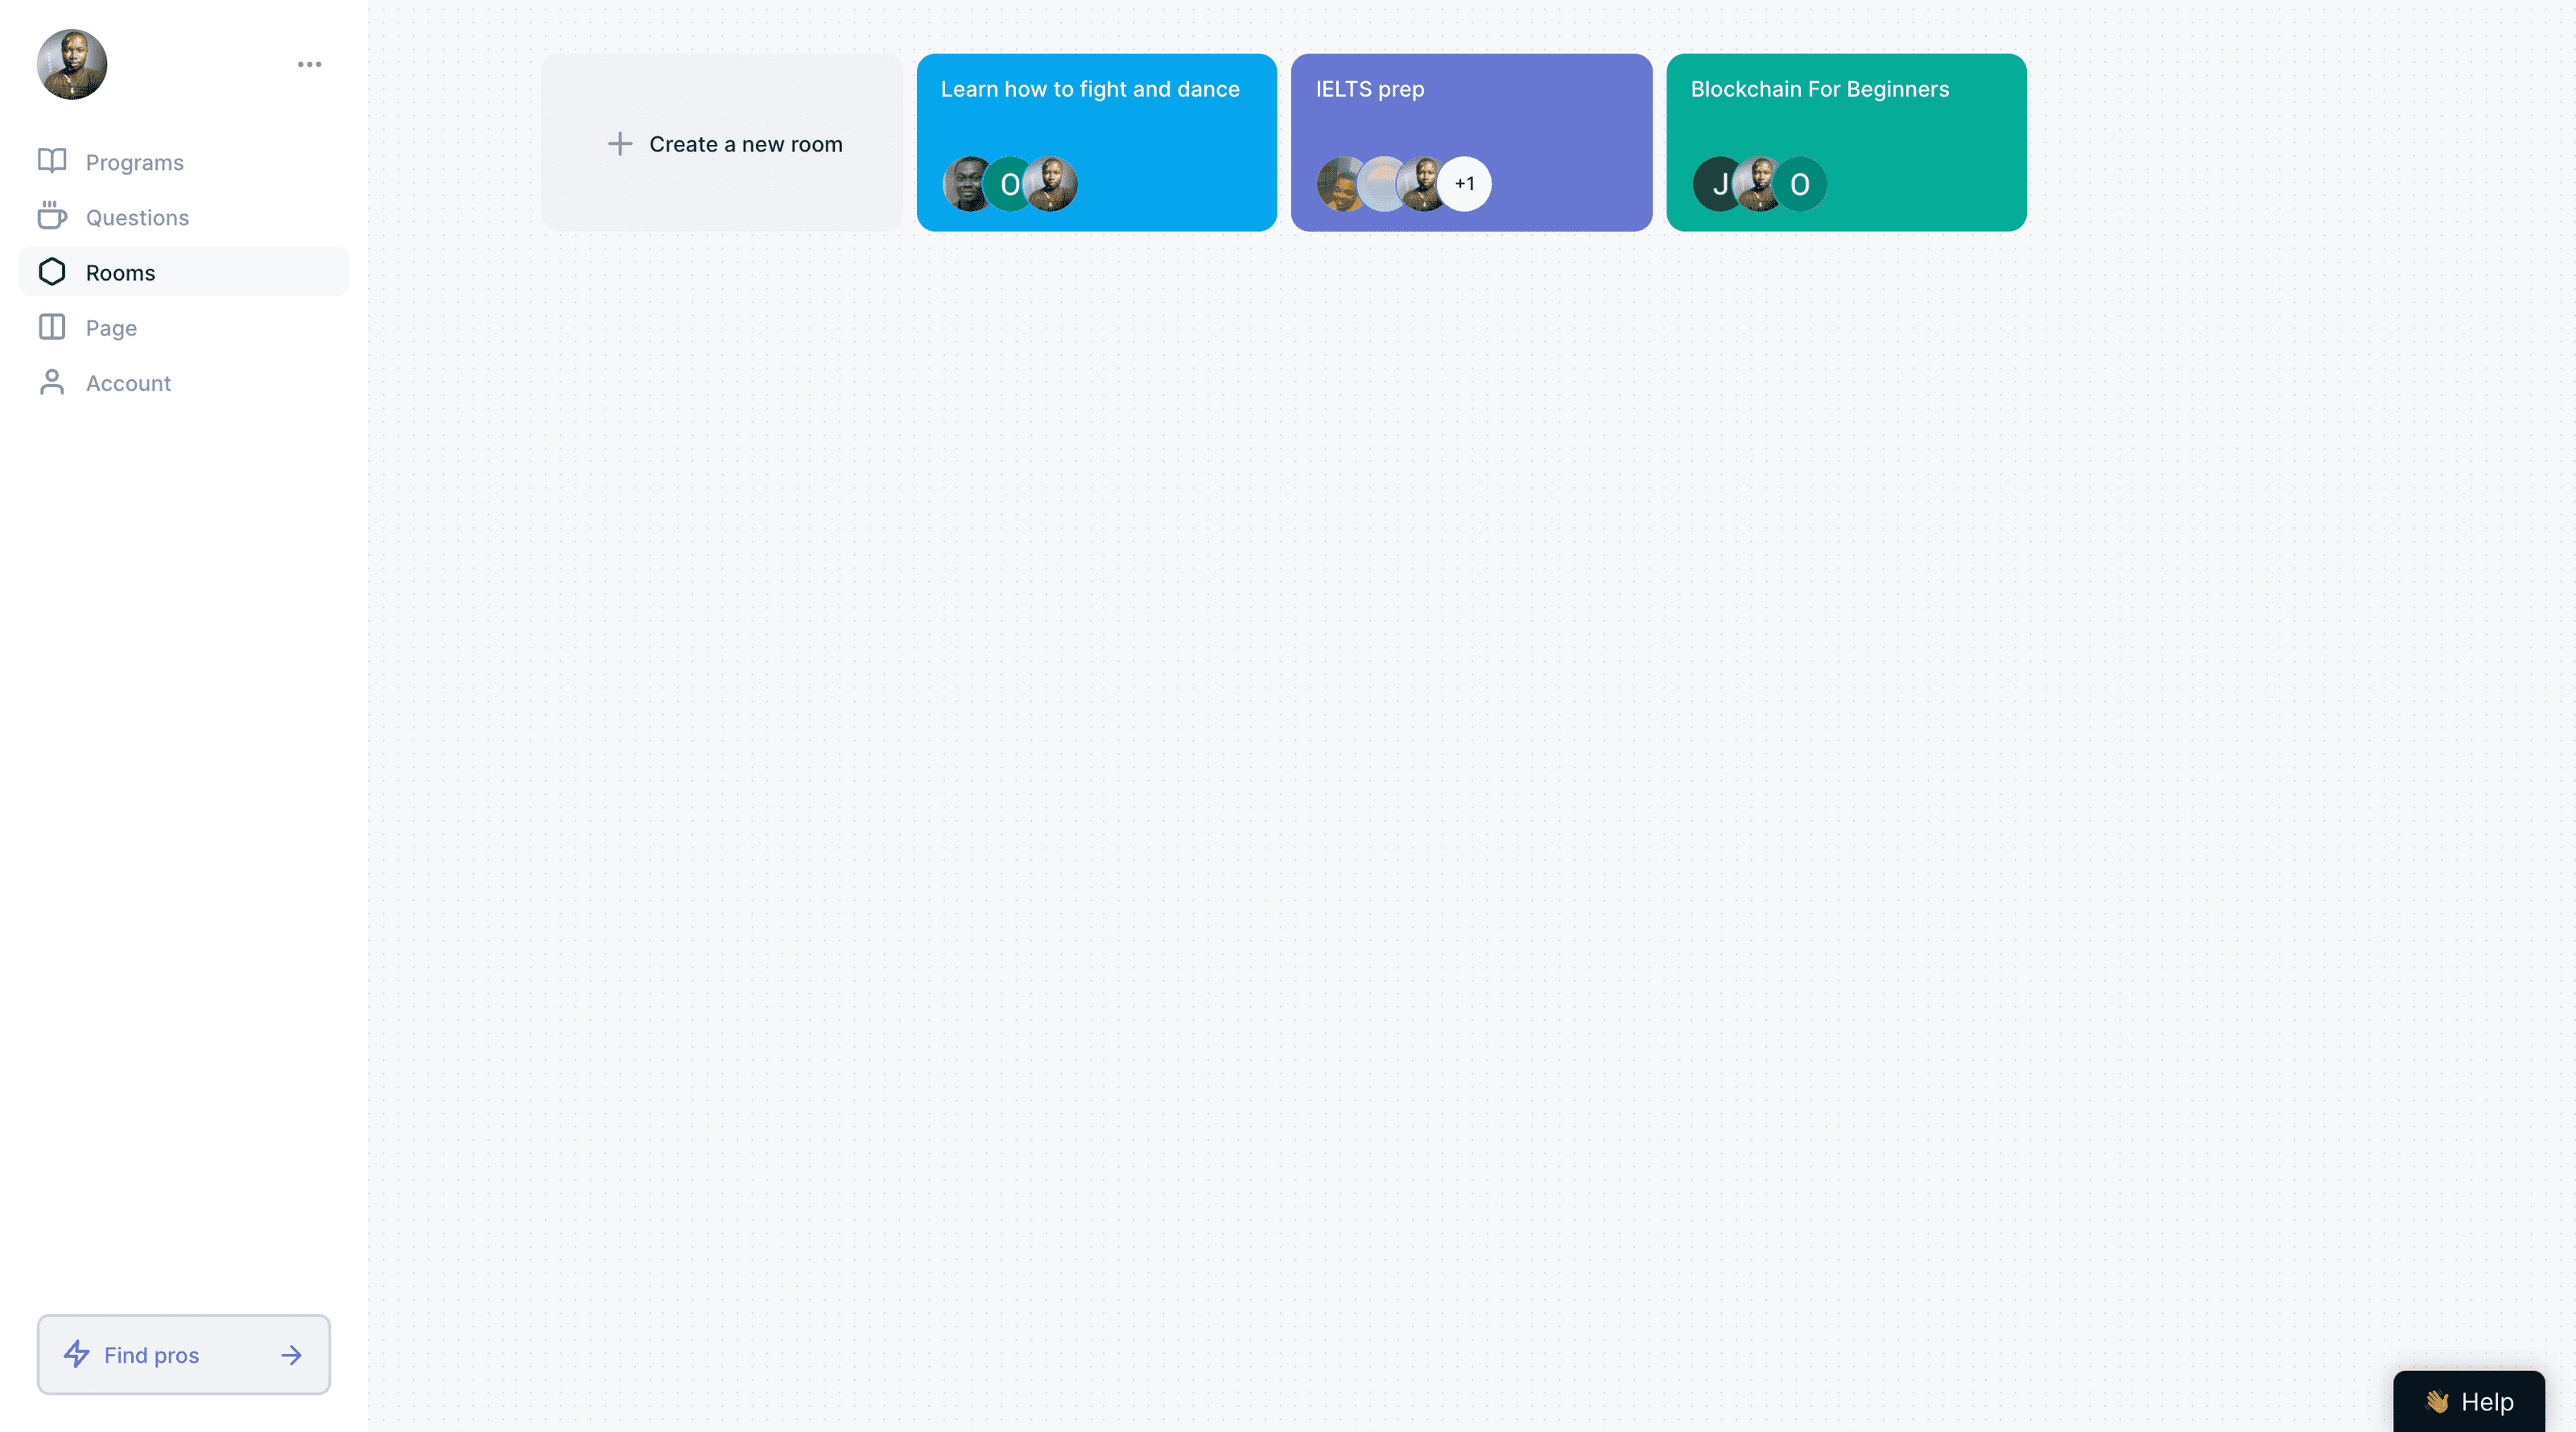 Programs
Questions
Rooms
Page
Account
Find pros
Create a new room
Learn how to fight and dance
O
IELTS prep
+1
Blockchain For Beginners
J
O
Help